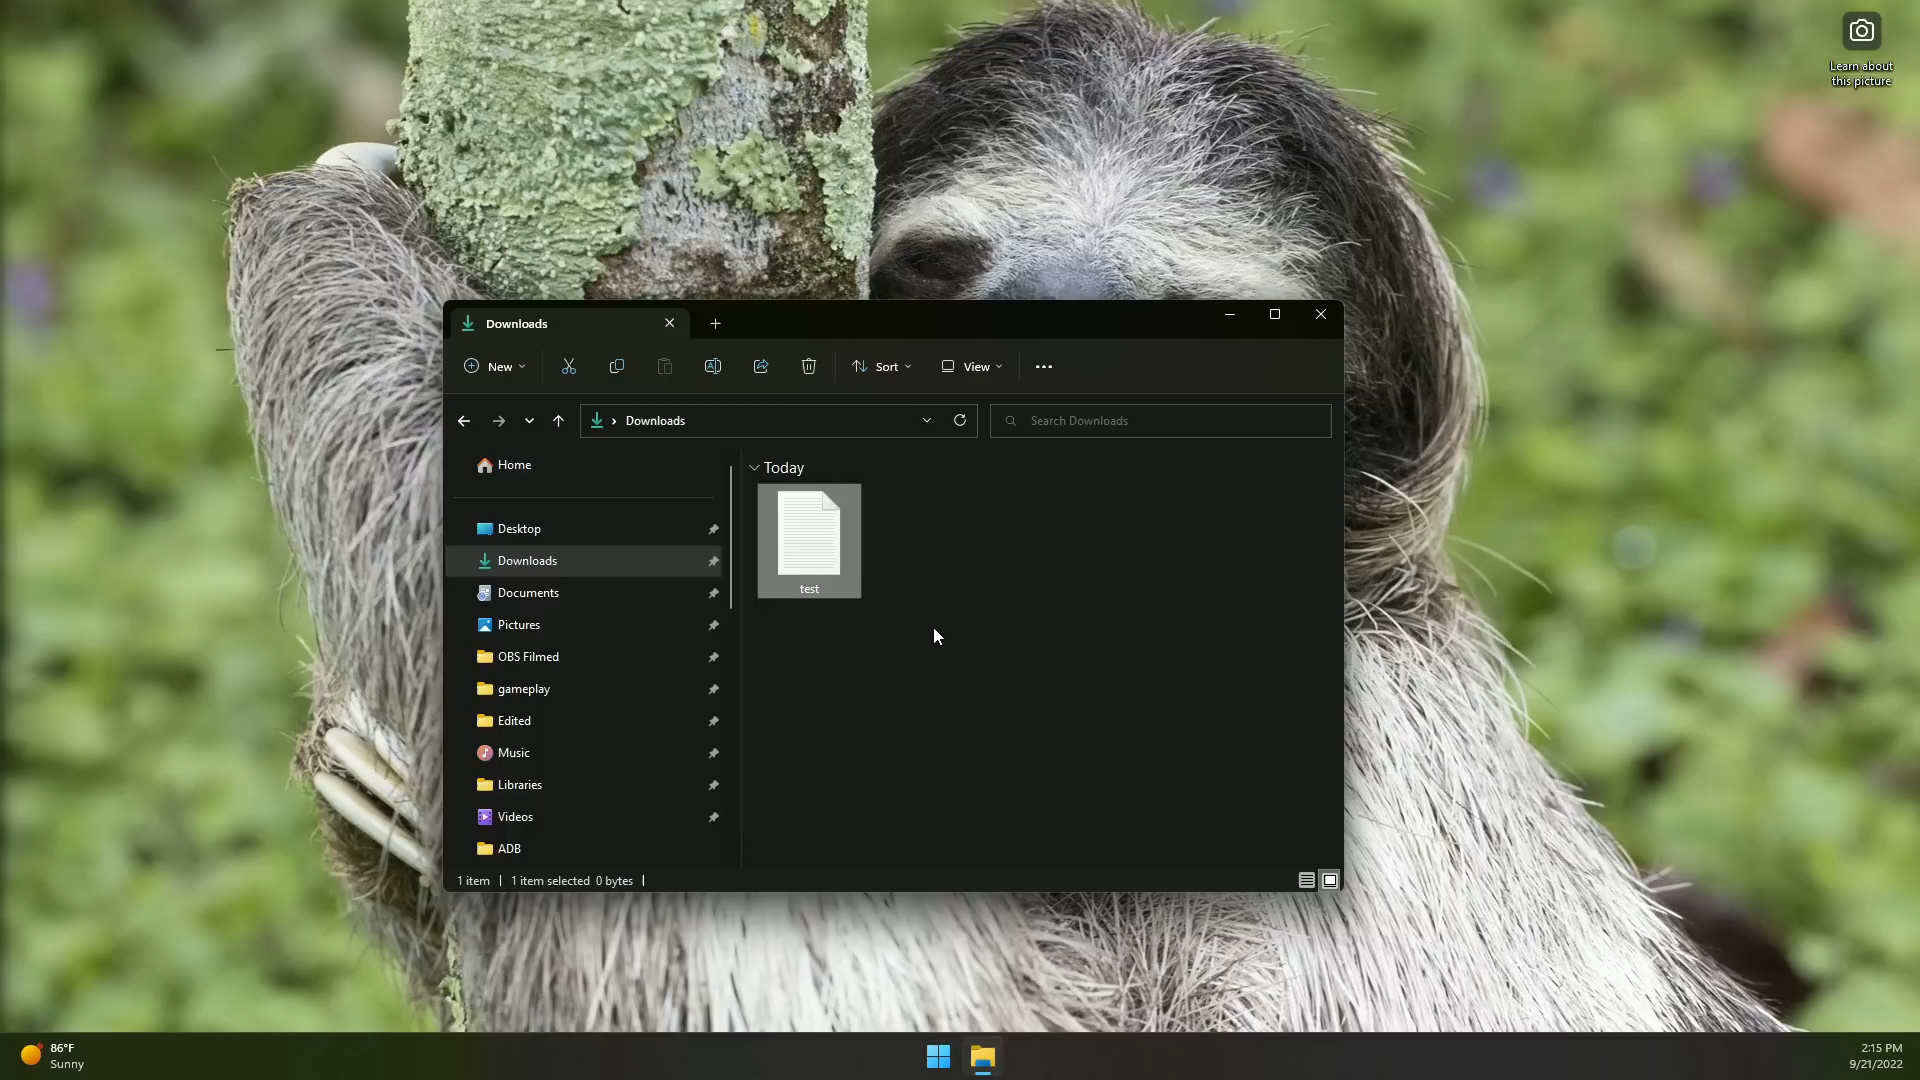 Learn about
this picture
Downloads
New
Sort
View
Downloads
Search Downloads
Home
Today
Desktop
Downloads
Documents
Pictures
OBS Filmed
gameplay
Edited
Music
Libraries
Videos
ADB
test
1 item
1 item selected 0 bytes
86°F
Sunny
2:15 PM
9/21/2022